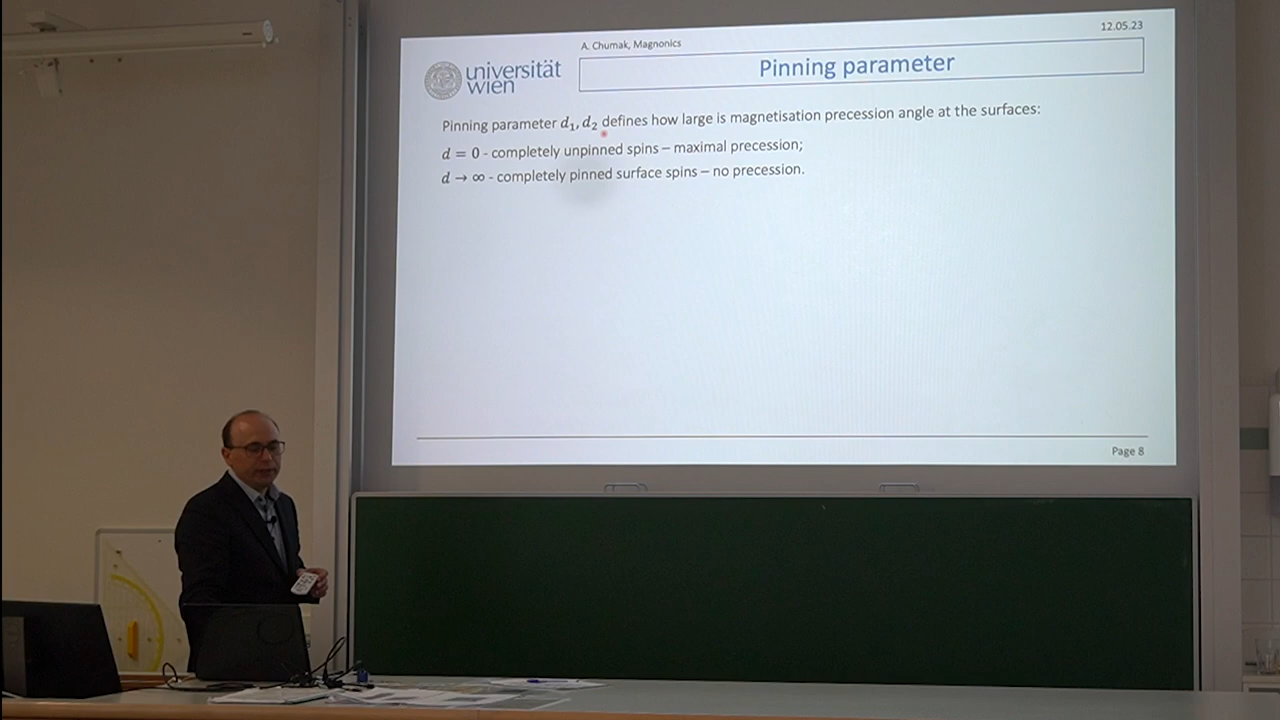 A. Chumak, Magnonics
12.05.23
universität
wien
Pinning parameter
Pinning parameter d₁, d₂ defines how large is magnetisation precession angle at the surfaces:
d = 0 - completely unpinned spins – maximal precession;
d → ∞ - completely pinned surface spins – no precession.
Page 8